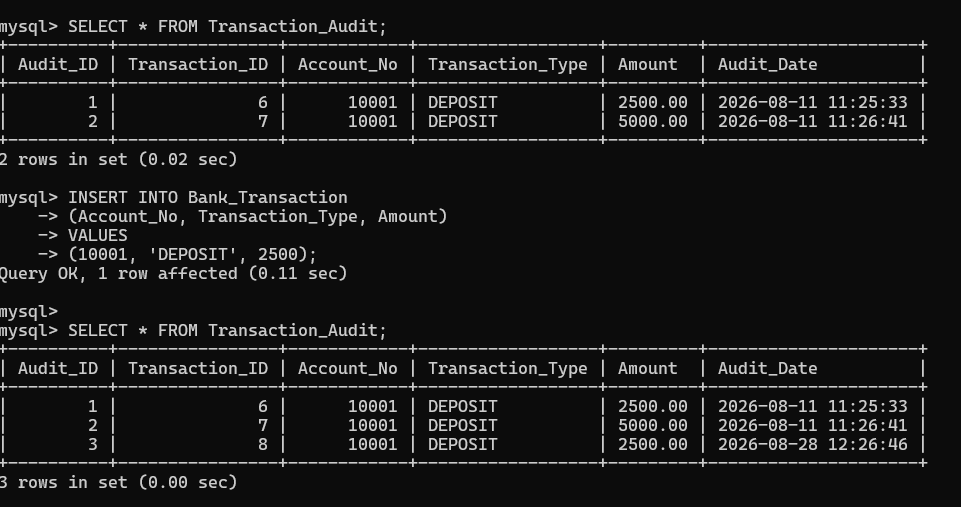 mysql> SELECT * FROM Transaction_Audit;
+----------+----------------+------------+------------------+---------+---------------------+
| Audit_ID | Transaction_ID | Account_No | Transaction_Type | Amount  | Audit_Date          |
+----------+----------------+------------+------------------+---------+---------------------+
|        1 |              6 |      10001 | DEPOSIT          | 2500.00 | 2026-08-11 11:25:33 |
|        2 |              7 |      10001 | DEPOSIT          | 5000.00 | 2026-08-11 11:26:41 |
+----------+----------------+------------+------------------+---------+---------------------+
2 rows in set (0.02 sec)

mysql> INSERT INTO Bank_Transaction
    -> (Account_No, Transaction_Type, Amount)
    -> VALUES
    -> (10001, 'DEPOSIT', 2500);
Query OK, 1 row affected (0.11 sec)

mysql>
mysql> SELECT * FROM Transaction_Audit;
+----------+----------------+------------+------------------+---------+---------------------+
| Audit_ID | Transaction_ID | Account_No | Transaction_Type | Amount  | Audit_Date          |
+----------+----------------+------------+------------------+---------+---------------------+
|        1 |              6 |      10001 | DEPOSIT          | 2500.00 | 2026-08-11 11:25:33 |
|        2 |              7 |      10001 | DEPOSIT          | 5000.00 | 2026-08-11 11:26:41 |
|        3 |              8 |      10001 | DEPOSIT          | 2500.00 | 2026-08-28 12:26:46 |
+----------+----------------+------------+------------------+---------+---------------------+
3 rows in set (0.00 sec)